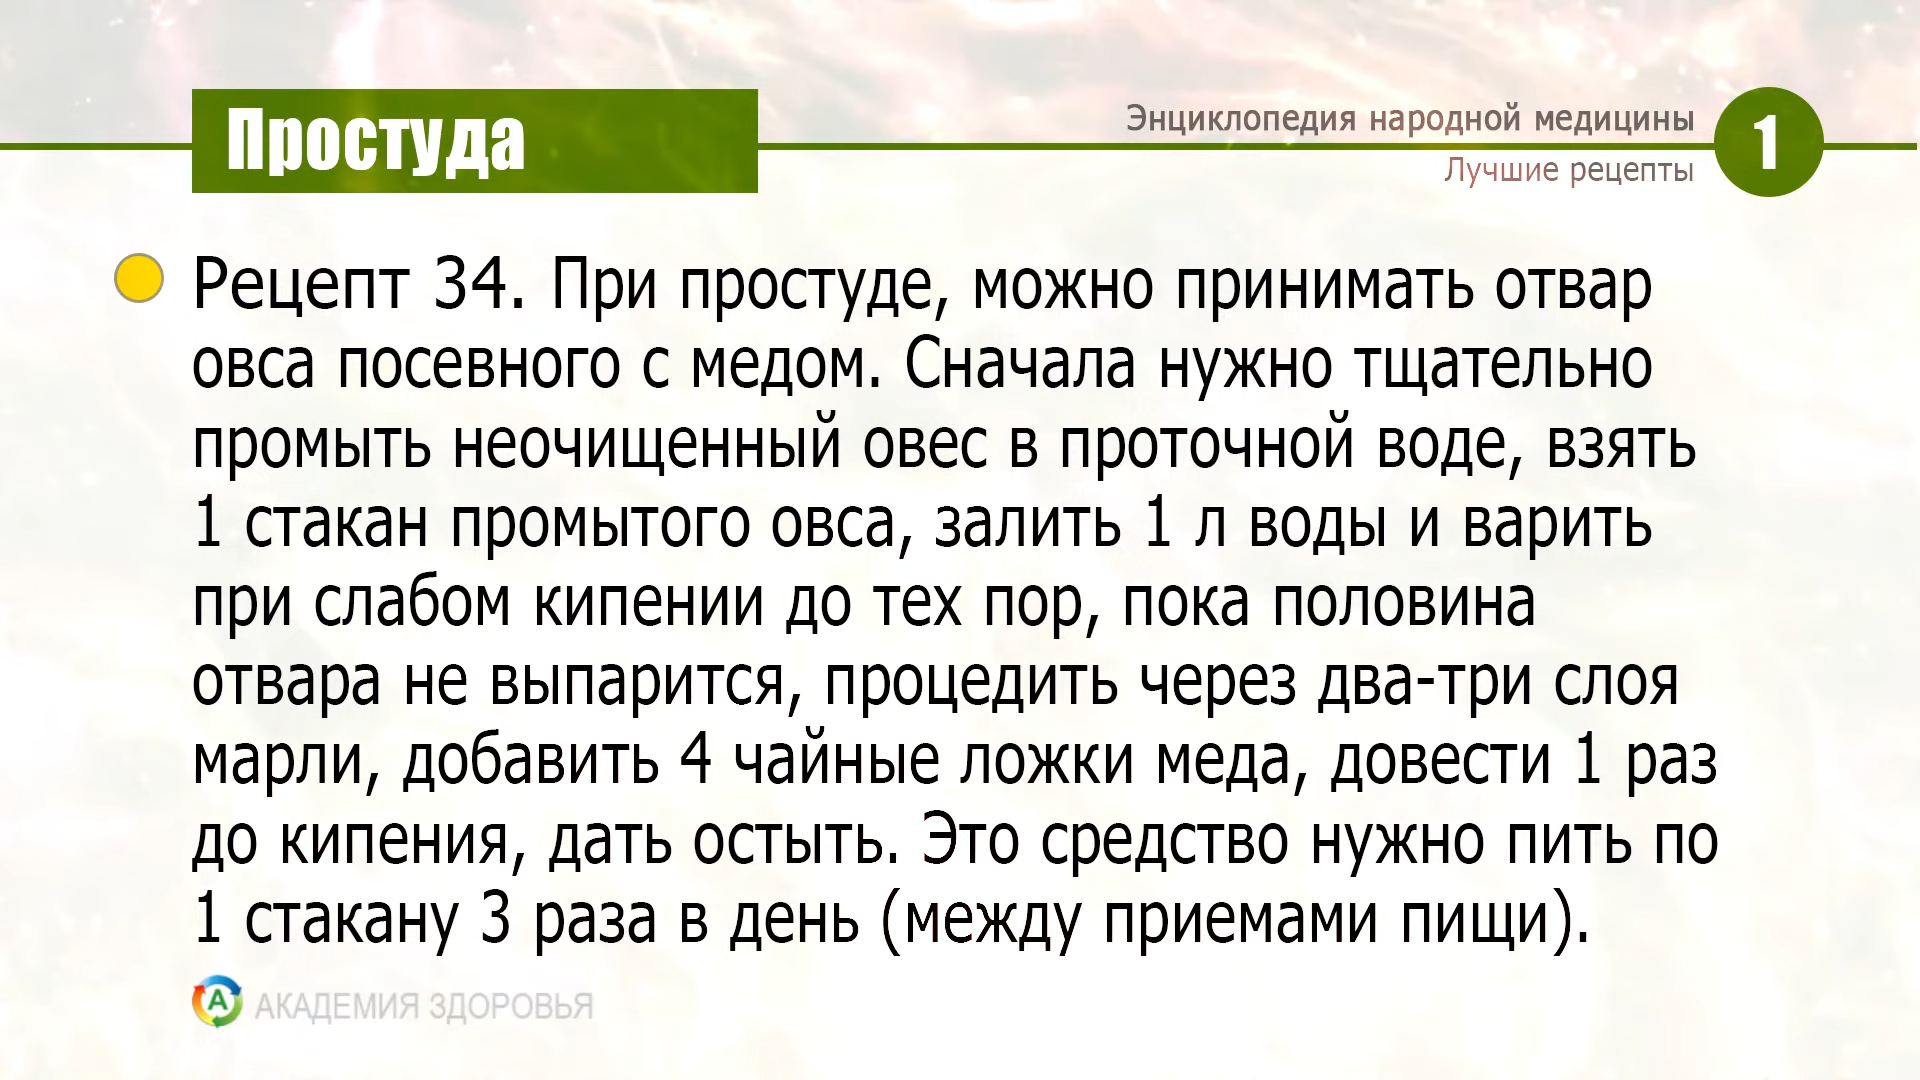 Простуда
Энциклопедия народной медицины
Лучшие рецепты
1
Рецепт 34. При простуде, можно принимать отвар
овса посевного с медом. Сначала нужно тщательно
промыть неочищенный овес в проточной воде, взять
1 стакан промытого овса, залить 1 л воды и варить
при слабом кипении до тех пор, пока половина
отвара не выпарится, процедить через два-три слоя
марли, добавить 4 чайные ложки меда, довести 1 раз
до кипения, дать остыть. Это средство нужно пить по
1 стакану 3 раза в день (между приемами пищи).
А АКАДЕМИЯ ЗДОРОВЬЯ